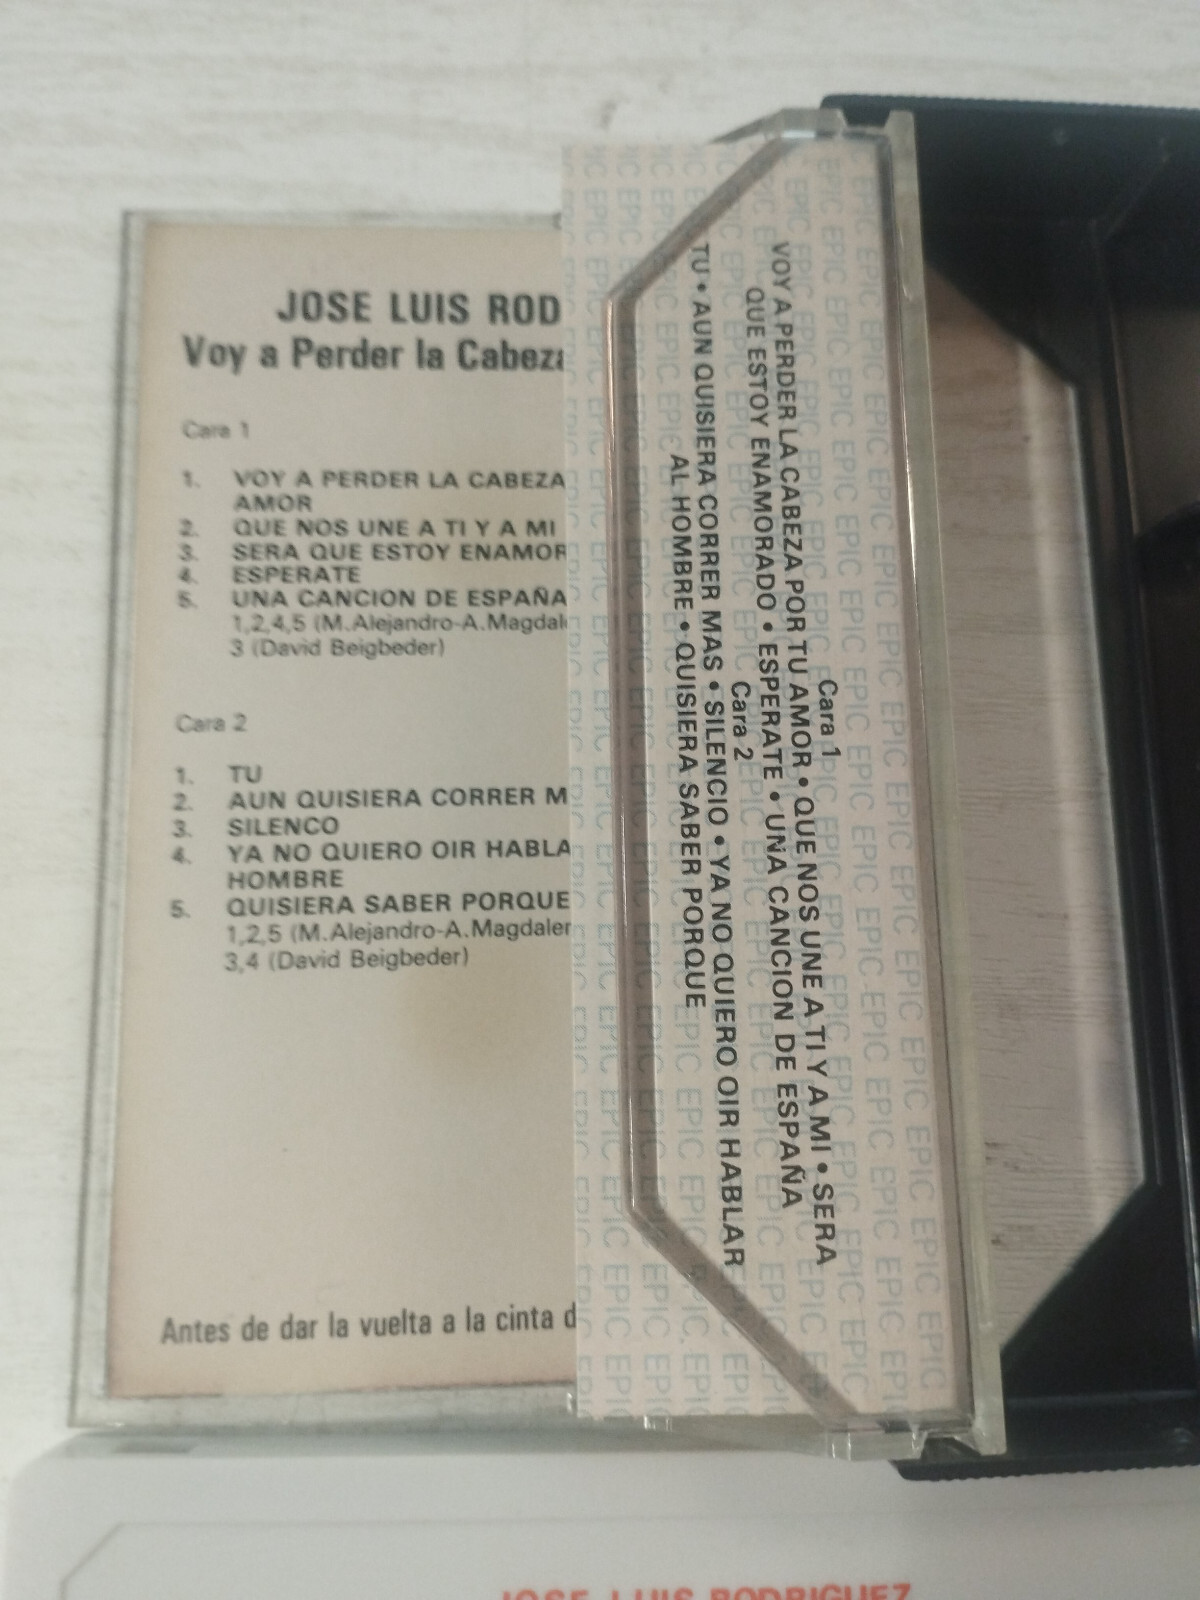 JOSE LUIS ROD
Voy a Perder la Cabeza
Cara 1
1. VOY A PERDER LA CABEZA
AMOR
2. QUE NOS UNE A TI Y A MI
3. SERA QUE ESTOY ENAMOR
4. ESPERATE
5. UNA CANCION DE ESPAÑA
1,2,4,5 (M.Alejandro-A.Magdal
3 (David Beigbeder)
Cara 2
1. TU
2. AUN QUISIERA CORRER M
3. SILENCO
4. YA NO QUIERO OIR HABLA
HOMBRE
5. QUISIERA SABER PORQUE
1,2,5 (M.Alejandro-A.Magdaler
3,4 (David Beigbeder)
Antes de dar la vuelta a la cinta d
Cara 1
VOY A PERDER LA CABEZA POR TU AMOR • QUE NOS UNE A TI Y A MI • SERA
QUE ESTOY ENAMORADO • ESPERATE • UNA CANCION DE ESPAÑA
Cara 2
TU • AUN QUISIERA CORRER MAS • SILENCIO • YA NO QUIERO OIR HABLAR
AL HOMBRE • QUISIERA SABER PORQUE
EPIC EPIC EPIC EPIC EPIC EPIC EPIC EPIC
JOSE LUIS RODRIGUEZ